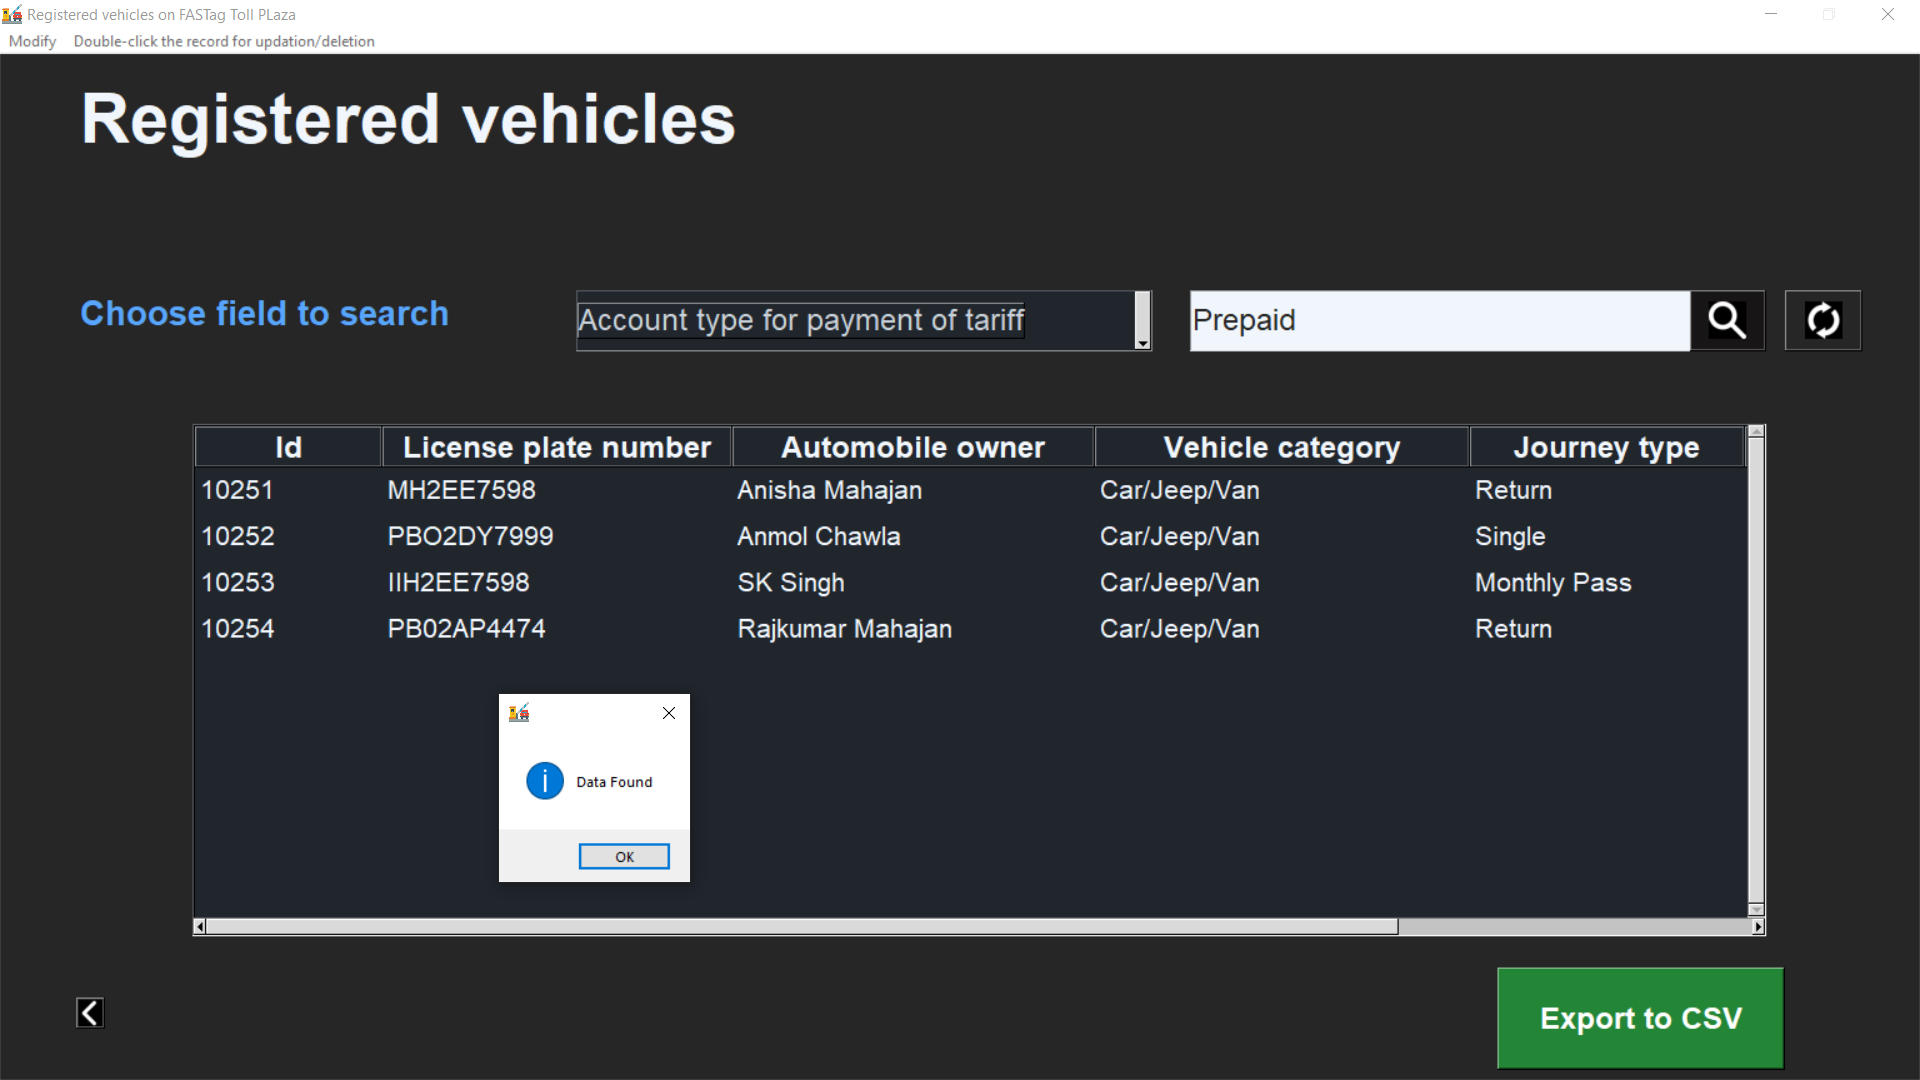 Registered vehicles on FASTag Toll PLaza
Modify Double-click the record for updation/deletion
Registered vehicles
Choose field to search Account type for payment of tariff Prepaid
Id License plate number Automobile owner Vehicle category Journey type
10251 MH2EE7598 Anisha Mahajan Car/Jeep/Van Return
10252 PBO2DY7999 Anmol Chawla Car/Jeep/Van Single
10253 IIH2EE7598 SK Singh Car/Jeep/Van Monthly Pass
10254 PB02AP4474 Rajkumar Mahajan Car/Jeep/Van Return
Data Found
OK
Export to CSV